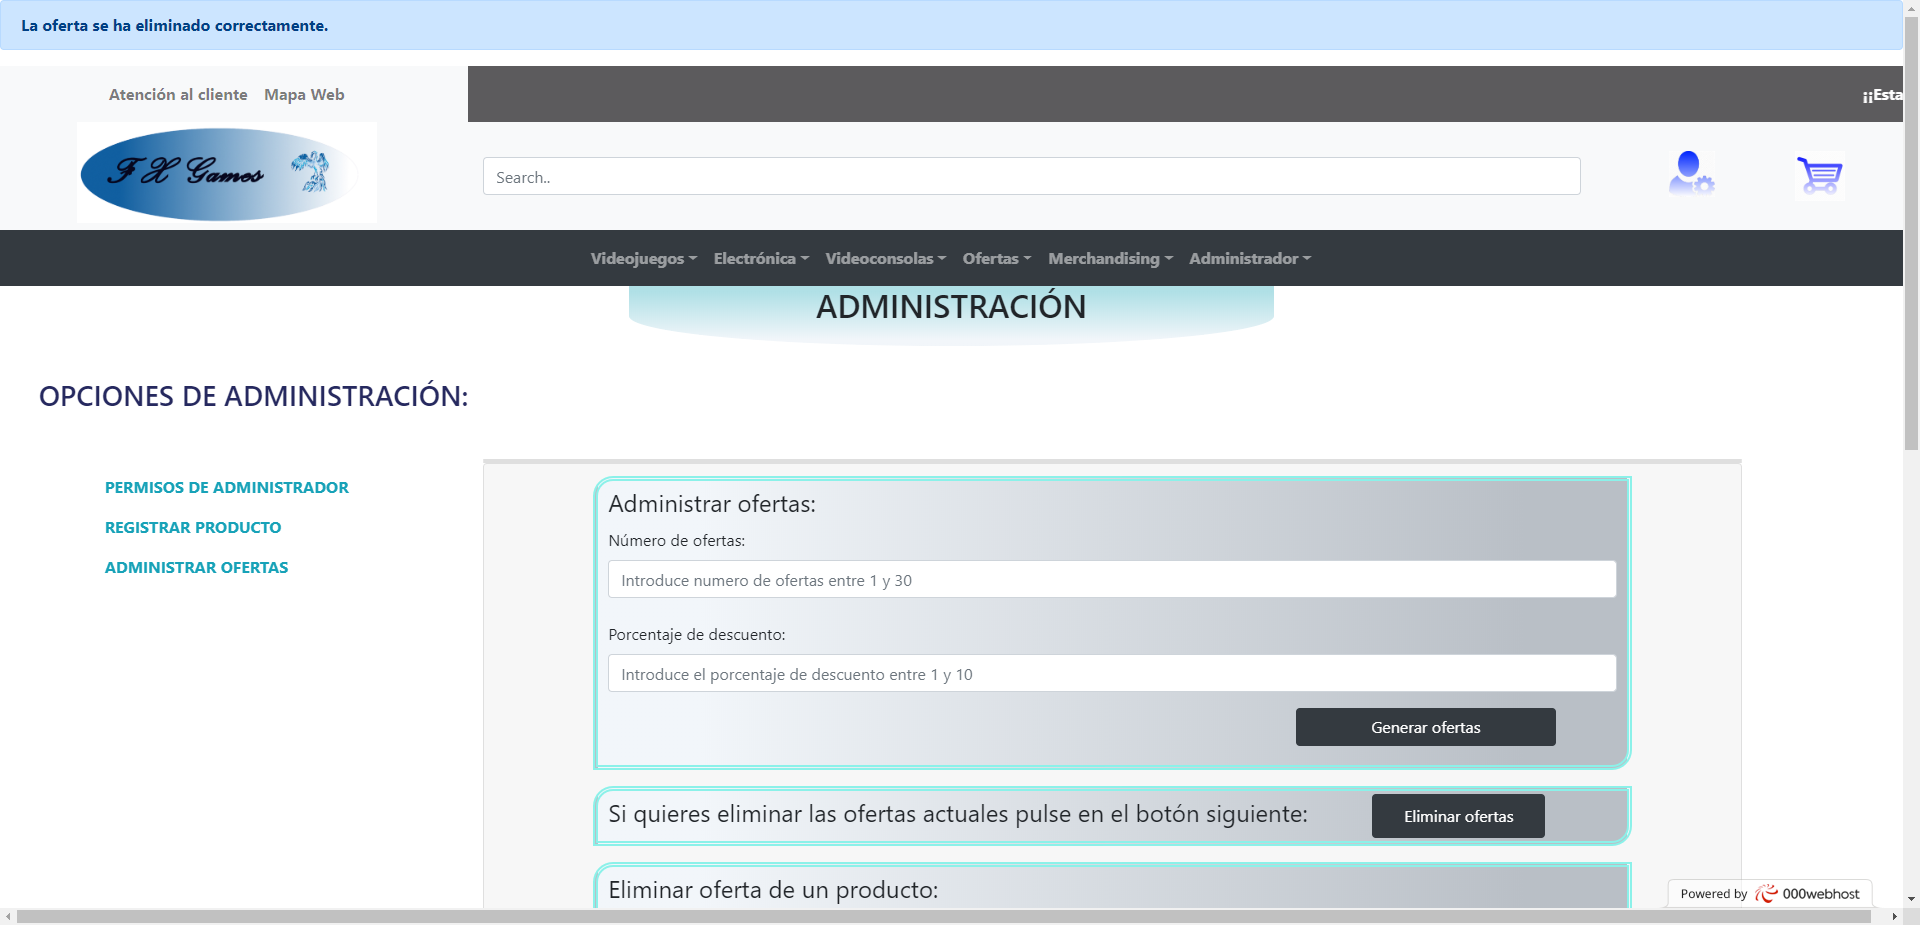 La oferta se ha eliminado correctamente.
Atención al cliente Mapa Web
¡¡Esta
F X Games
Search..
Videojuegos Electrónica Videoconsolas Ofertas Merchandising Administrador
ADMINISTRACIÓN
OPCIONES DE ADMINISTRACIÓN:
PERMISOS DE ADMINISTRADOR
REGISTRAR PRODUCTO
ADMINISTRAR OFERTAS
Administrar ofertas:
Número de ofertas:
Introduce numero de ofertas entre 1 y 30
Porcentaje de descuento:
Introduce el porcentaje de descuento entre 1 y 10
Generar ofertas
Si quieres eliminar las ofertas actuales pulse en el botón siguiente:
Eliminar ofertas
Eliminar oferta de un producto:
Powered by 000webhost